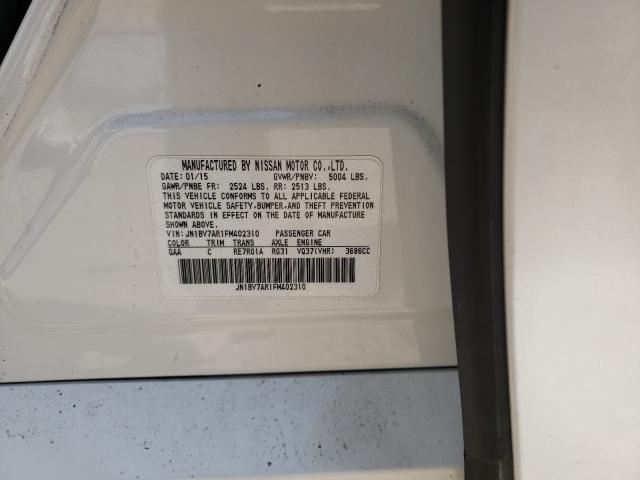 MANUFACTURED BY NISSAN MOTOR CO.,LTD.
DATE: 01/15 GVWR/PNBV: 5004 LBS.
GAWR/PNBE FR: 2524 LBS. RR: 2513 LBS.
THIS VEHICLE CONFORMS TO ALL APPLICABLE FEDERAL
MOTOR VEHICLE SAFETY, BUMPER, AND THEFT PREVENTION
STANDARDS IN EFFECT ON THE DATE OF MANUFACTURE
SHOWN ABOVE.
VIN: JN1BV7AR1FM402310 PASSENGER CAR
COLOR TRIM TRANS AXLE ENGINE
QAA C RE7R01A RG31 VQ37(VHR) 3696CC
JN1BV7AR1FM402310